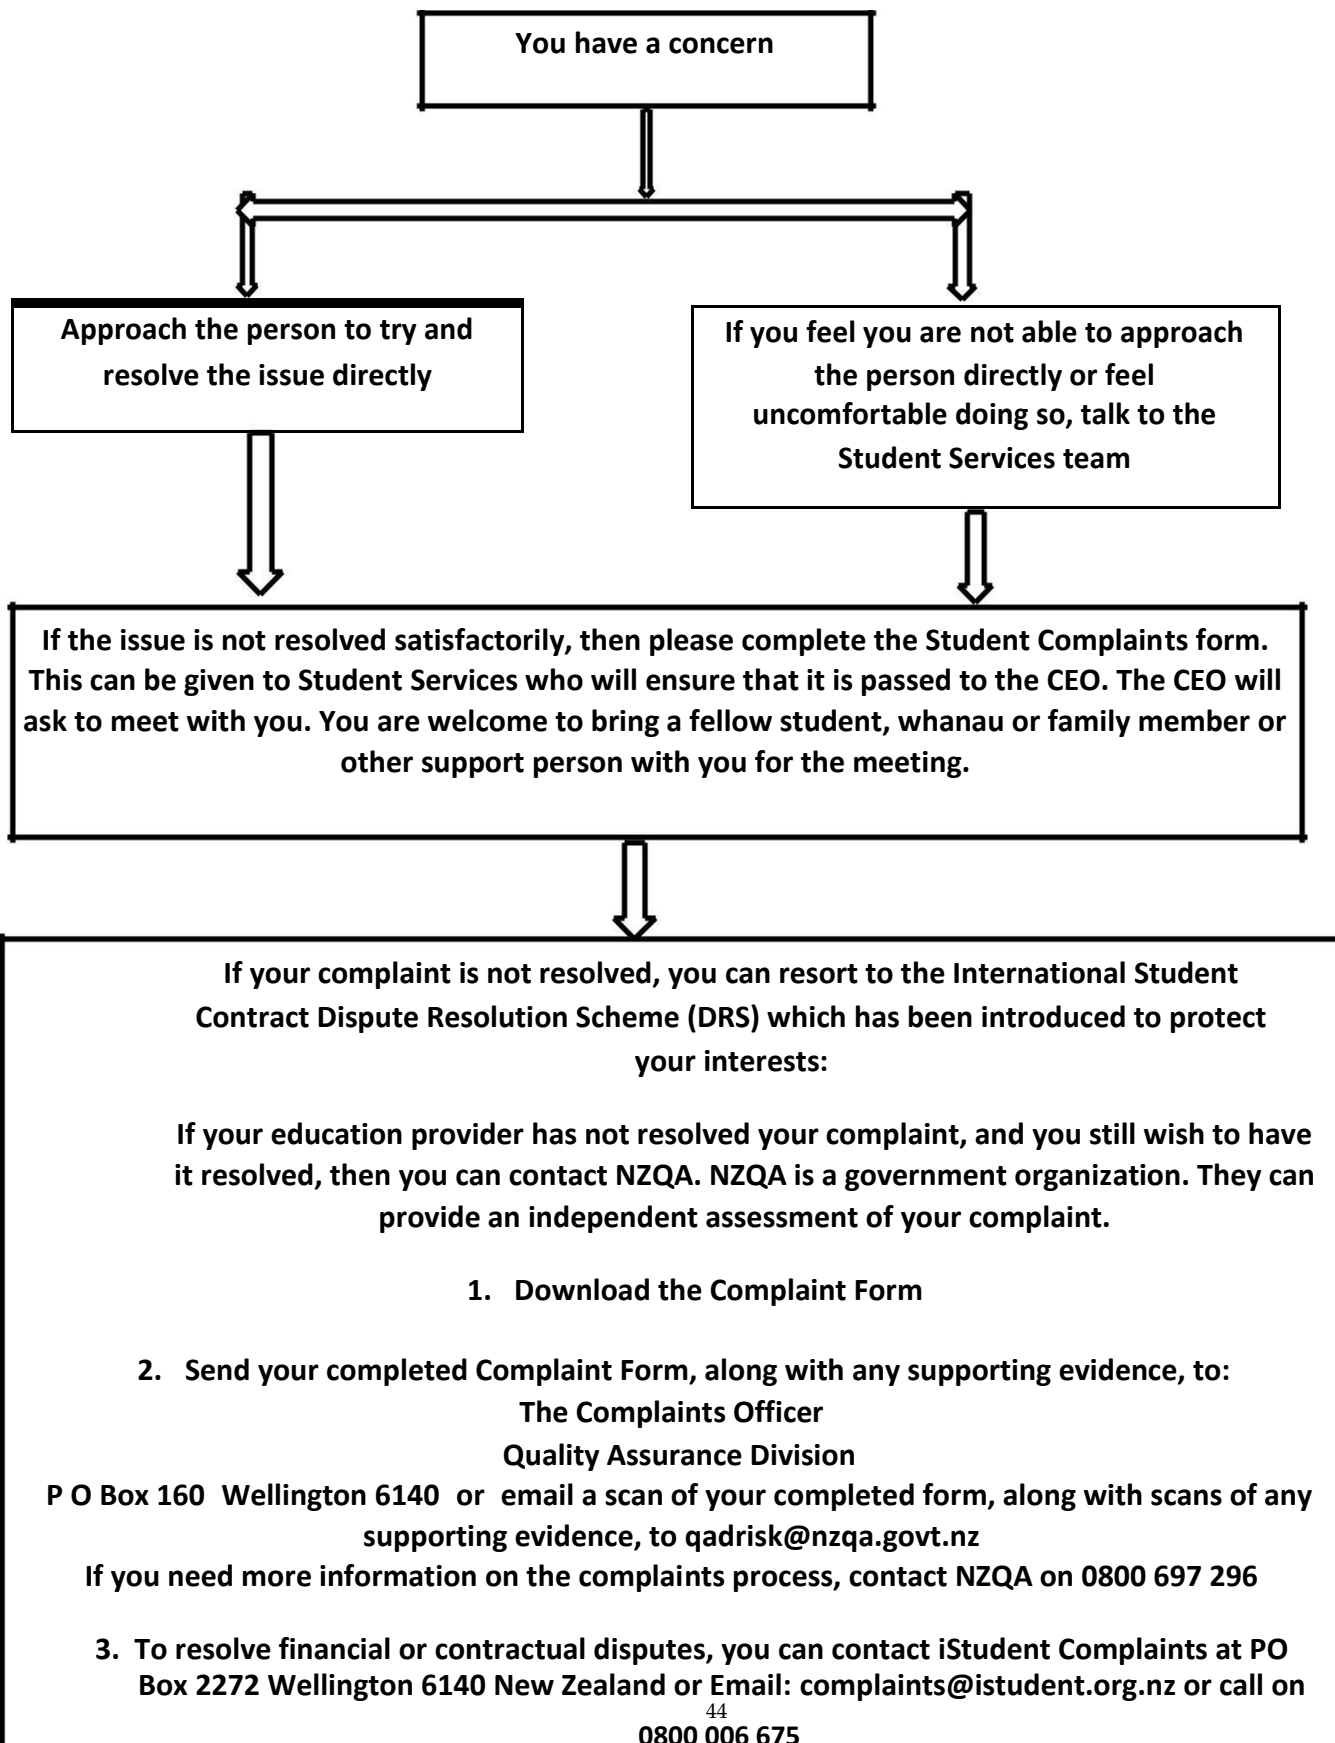 You have a concern
Approach the person to try and
resolve the issue directly
If you feel you are not able to approach
the person directly or feel
uncomfortable doing so, talk to the
Student Services team
If the issue is not resolved satisfactorily, then please complete the Student Complaints form.
This can be given to Student Services who will ensure that it is passed to the CEO. The CEO will
ask to meet with you. You are welcome to bring a fellow student, whanau or family member or
other support person with you for the meeting.
If your complaint is not resolved, you can resort to the International Student
Contract Dispute Resolution Scheme (DRS) which has been introduced to protect
your interests:
If your education provider has not resolved your complaint, and you still wish to have
it resolved, then you can contact NZQA. NZQA is a government organization. They can
provide an independent assessment of your complaint.
1. Download the Complaint Form
2. Send your completed Complaint Form, along with any supporting evidence, to:
The Complaints Officer
Quality Assurance Division
P O Box 160 Wellington 6140 or email a scan of your completed form, along with scans of any
supporting evidence, to qadrisk@nzqa.govt.nz
If you need more information on the complaints process, contact NZQA on 0800 697 296
3. To resolve financial or contractual disputes, you can contact iStudent Complaints at PO
Box 2272 Wellington 6140 New Zealand or Email: complaints@istudent.org.nz or call on
44
0800 006 675